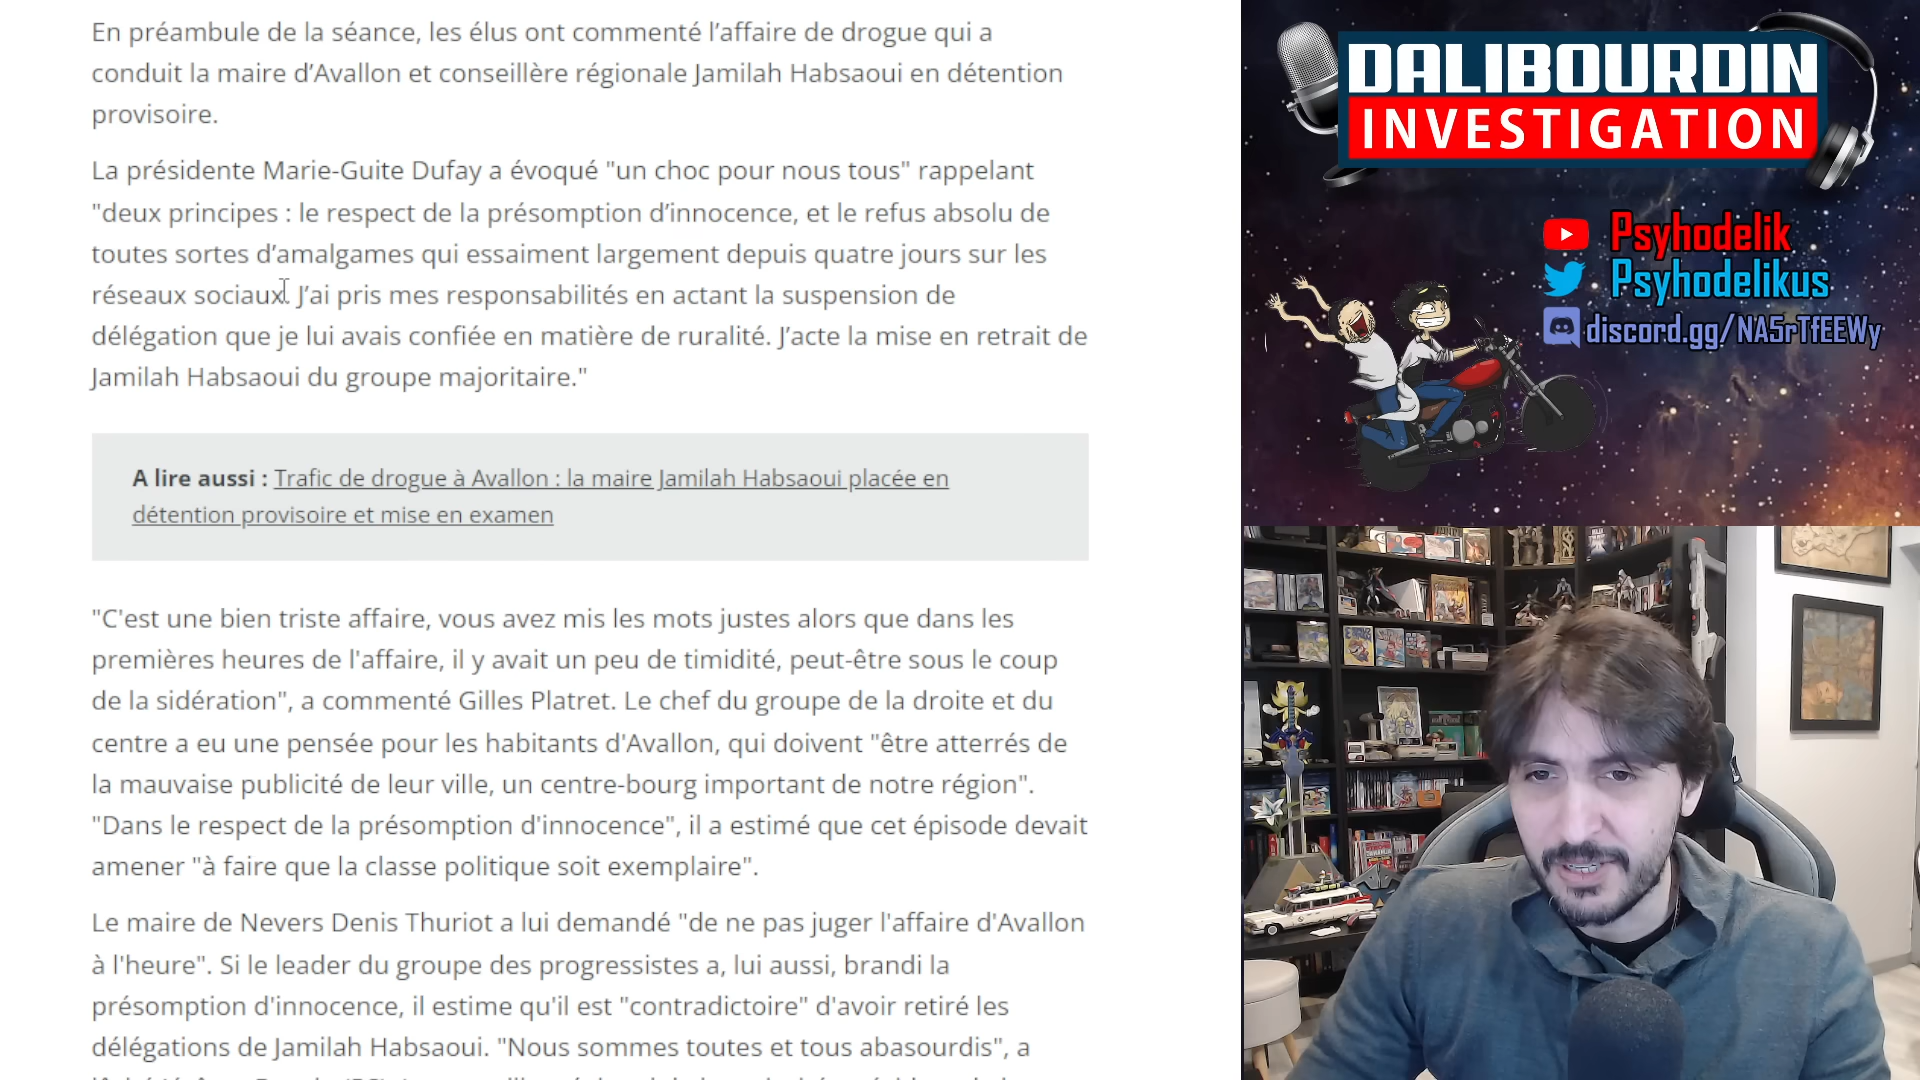 En préambule de la séance, les élus ont commenté l’affaire de drogue qui a
conduit la maire d’Avallon et conseillère régionale Jamilah Habsaoui en détention
provisoire.
La présidente Marie-Guite Dufay a évoqué "un choc pour nous tous" rappelant
"deux principes : le respect de la présomption d’innocence, et le refus absolu de
toutes sortes d’amalgames qui essaiment largement depuis quatre jours sur les
réseaux sociaux. J’ai pris mes responsabilités en actant la suspension de
délégation que je lui avais confiée en matière de ruralité. J’acte la mise en retrait de
Jamilah Habsaoui du groupe majoritaire."
A lire aussi : Trafic de drogue à Avallon : la maire Jamilah Habsaoui placée en
détention provisoire et mise en examen
"C'est une bien triste affaire, vous avez mis les mots justes alors que dans les
premières heures de l'affaire, il y avait un peu de timidité, peut-être sous le coup
de la sidération", a commenté Gilles Platret. Le chef du groupe de la droite et du
centre a eu une pensée pour les habitants d'Avallon, qui doivent "être atterrés de
la mauvaise publicité de leur ville, un centre-bourg important de notre région".
"Dans le respect de la présomption d'innocence", il a estimé que cet épisode devait
amener "à faire que la classe politique soit exemplaire".
Le maire de Nevers Denis Thuriot a lui demandé "de ne pas juger l'affaire d'Avallon
à l'heure". Si le leader du groupe des progressistes a, lui aussi, brandi la
présomption d'innocence, il estime qu'il est "contradictoire" d'avoir retiré les
délégations de Jamilah Habsaoui. "Nous sommes toutes et tous abasourdis", a
DALIBOURDIN
INVESTIGATION
Psyhodelik
Psyhodelikus
discord.gg/NA5rTfEEWy